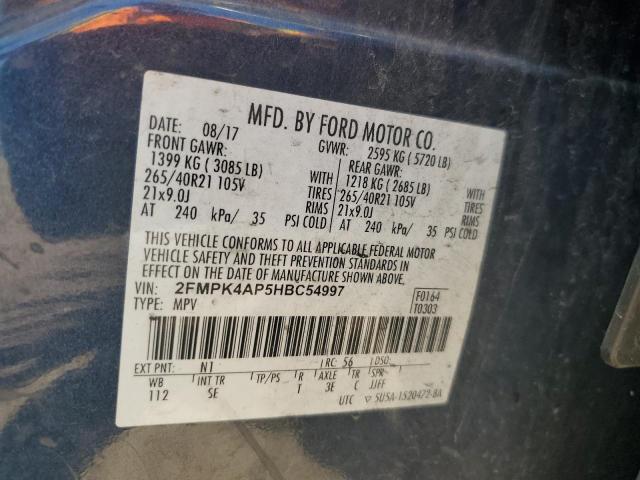 MFD. BY FORD MOTOR CO.
DATE: 08/17 GVWR: 2595 KG ( 5720 LB)
FRONT GAWR: REAR GAWR:
1399 KG ( 3085 LB) WITH 1218 KG ( 2685 LB) WITH
265/40R21 105V TIRES 265/40R21 105V TIRES
21x9.0J RIMS 21x9.0J RIMS
AT 240 kPa/ 35 PSI COLD AT 240 kPa/ 35 PSI COLD
THIS VEHICLE CONFORMS TO ALL APPLICABLE FEDERAL MOTOR
VEHICLE SAFETY AND THEFT PREVENTION STANDARDS IN
EFFECT ON THE DATE OF MANUFACTURE SHOWN ABOVE.
VIN: 2FMPK4AP5HBC54997 F0164
TYPE: MPV T0303
EXT PNT: N1 RC: 56 DSO:
WB INT TR TP/PS R AXLE TR SPR
112 SE T 3E C JJFF
UTC ▽ 5U5A-1520472-BA